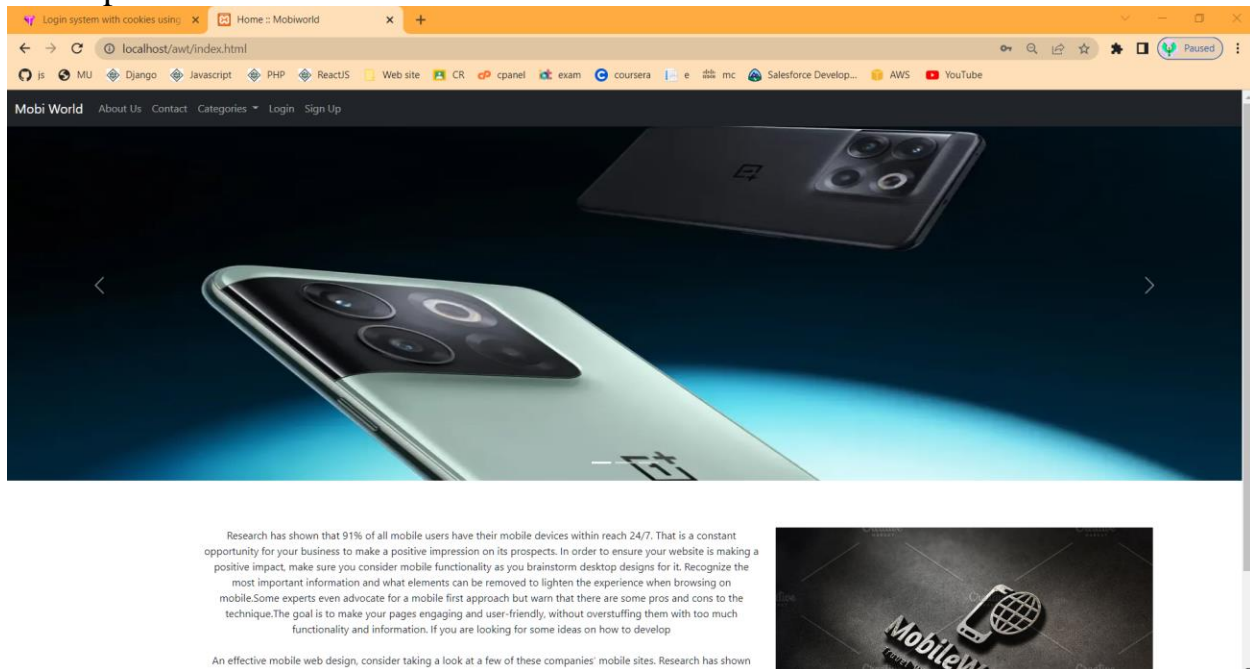 Login system with cookies using
Home :: Mobiworld
localhost/awt/index.html
Paused
js MU Django Javascript PHP ReactJS Web site CR cpanel exam coursera e mc Salesforce Develop... AWS YouTube
Mobi World About Us Contact Categories Login Sign Up
Research has shown that 91% of all mobile users have their mobile devices within reach 24/7. That is a constant
opportunity for your business to make a positive impression on its prospects. In order to ensure your website is making a
positive impact, make sure you consider mobile functionality as you brainstorm desktop designs for it. Recognize the
most important information and what elements can be removed to lighten the experience when browsing on
mobile.Some experts even advocate for a mobile first approach but warn that there are some pros and cons to the
technique.The goal is to make your pages engaging and user-friendly, without overstuffing them with too much
functionality and information. If you are looking for some ideas on how to develop
An effective mobile web design, consider taking a look at a few of these companies' mobile sites. Research has shown